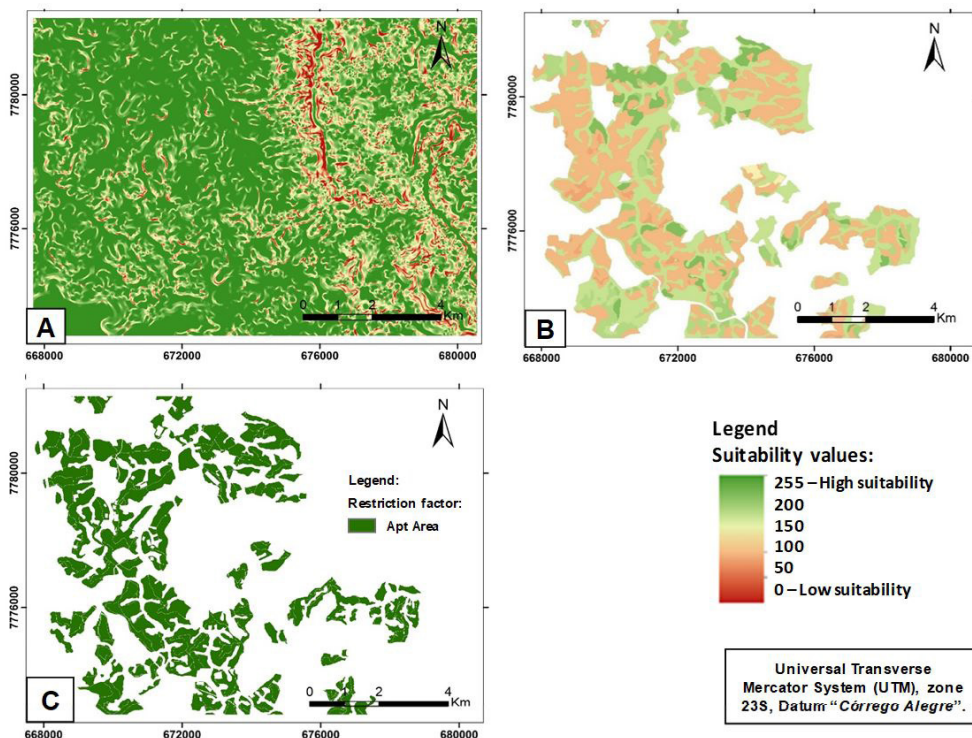 N
7780000
7776000
0 1 2 4
Km
A
668000 672000 676000 680000
N
7780000
7776000
0 1 2 4
Km
B
668000 672000 676000 680000
N
7780000
7776000
Legend:
Restriction factor:
Apt Area
0 1 2 4
Km
C
668000 672000 676000 680000
Legend
Suitability values:
255 – High suitability
200
150
100
50
0 – Low suitability
Universal Transverse
Mercator System (UTM), zone
23S, Datum “Córrego Alegre”.